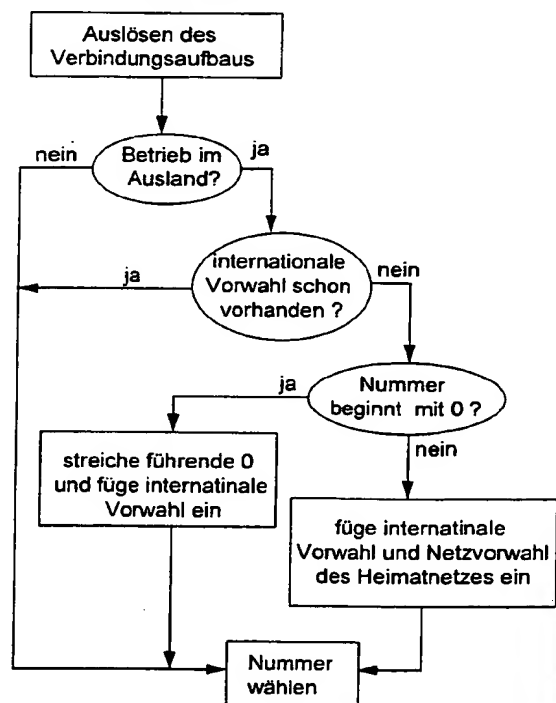 Auslösen des
Verbindungsaufbaus
nein
Betrieb im
Ausland?
ja
internationale
Vorwahl schon
vorhanden ?
ja
nein
Nummer
beginnt mit 0 ?
ja
nein
streiche führende 0
und füge internatinale
Vorwahl ein
füge internatinale
Vorwahl und Netzvorwahl
des Heimatnetzes ein
Nummer
wählen